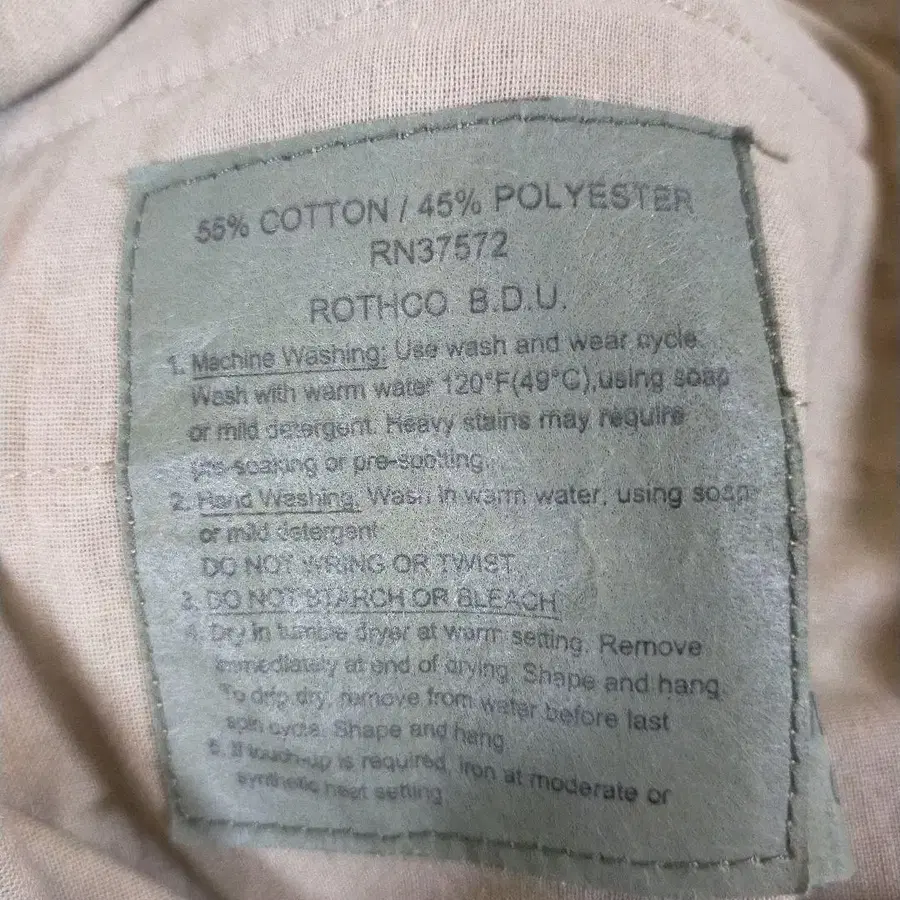 55% COTTON / 45% POLYESTER
RN37572
ROTHCO B.D.U.
1. Machine Washing: Use wash and wear cycle.
Wash with warm water 120°F(49°C),using soap
or mild detergent. Heavy stains may require
pre-soaking or pre-spotting.
2. Hand Washing: Wash in warm water, using soap
or mild detergent
DO NOT WRING OR TWIST.
3. DO NOT STARCH OR BLEACH
4. Dry in tumble dryer at warm setting. Remove
immediately at end of drying. Shape and hang.
To drip dry, remove from water before last
spin cycle. Shape and hang
5. If touch-up is required, iron at moderate or
synthetic heat setting